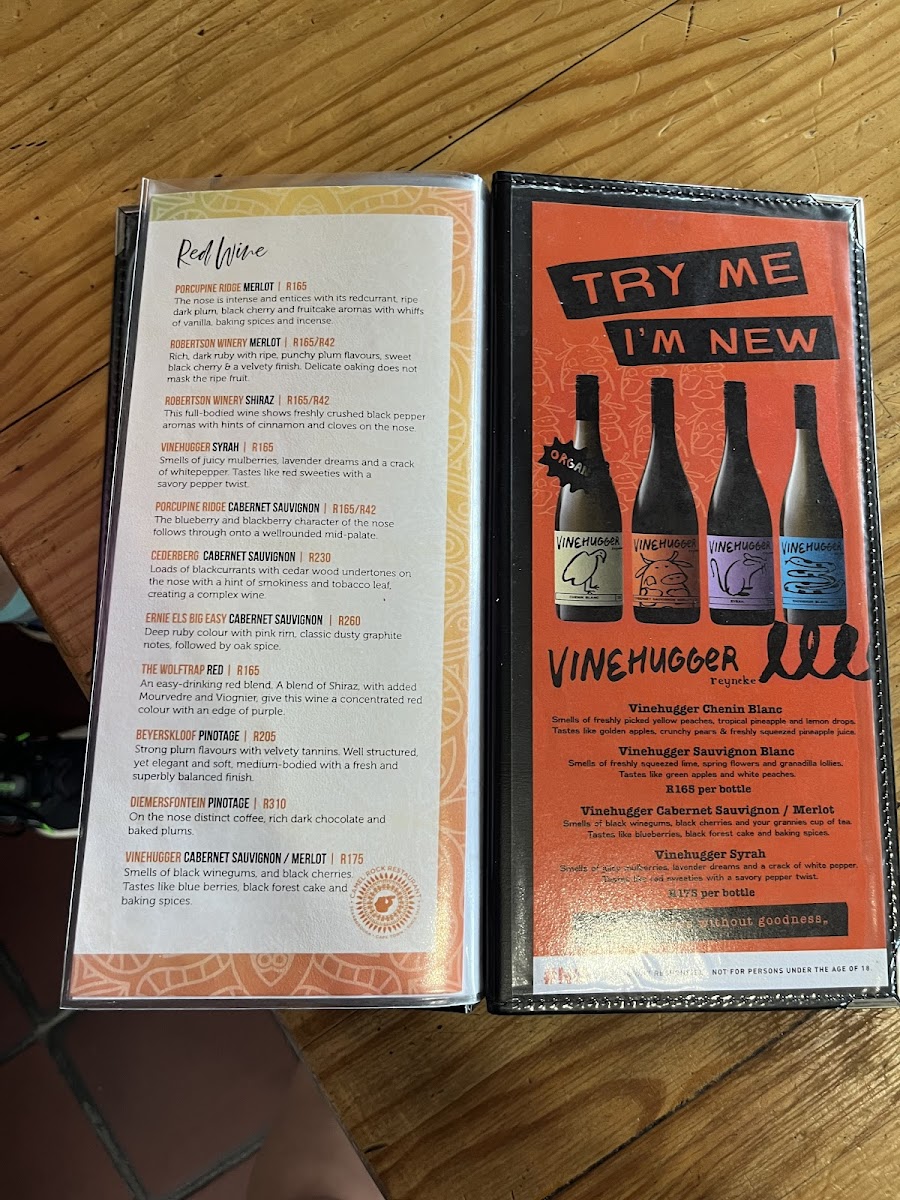 Red Wine
PORCUPINE RIDGE MERLOT | R165
The nose is intense and entices with its redcurrant, ripe
dark plum, black cherry and fruitcake aromas with whiffs
of vanilla, baking spices and incense.
ROBERTSON WINERY MERLOT | R165/R42
Rich, dark ruby with ripe, punchy plum flavours, sweet
black cherry & a velvety finish. Delicate oaking does not
mask the ripe fruit.
ROBERTSON WINERY SHIRAZ | R165/R42
This full-bodied wine shows freshly crushed black pepper
aromas with hints of cinnamon and cloves on the nose.
VINEHUGGER SYRAH | R165
Smells of juicy mulberries, lavender dreams and a crack
of whitepepper. Tastes like red sweeties with a
savory pepper twist.
PORCUPINE RIDGE CABERNET SAUVIGNON | R165/R42
The blueberry and blackberry character of the nose
follows through onto a wellrounded mid-palate.
CEDERBERG CABERNET SAUVIGNON | R230
Loads of blackcurrants with cedar wood undertones on
the nose with a hint of smokiness and tobacco leaf,
creating a complex wine.
ERNIE ELS BIG EASY CABERNET SAUVIGNON | R260
Deep ruby colour with pink rim, classic dusty graphite
notes, followed by oak spice.
THE WOLFTRAP RED | R165
An easy-drinking red blend. A blend of Shiraz, with added
Mourvedre and Viognier, give this wine a concentrated red
colour with an edge of purple.
BEYERSKLOOF PINOTAGE | R205
Strong plum flavours with velvety tannins. Well structured,
yet elegant and soft, medium-bodied with a fresh and
superbly balanced finish.
DIEMERSFONTEIN PINOTAGE | R310
On the nose distinct coffee, rich dark chocolate and
baked plums.
VINEHUGGER CABERNET SAUVIGNON / MERLOT | R175
Smells of black winegums, and black cherries.
Tastes like blue berries, black forest cake and
baking spices.
CAMEL ROCK RESTAURANT
TRY ME
I'M NEW
VINEHUGGER
CHENIN BLANC
VINEHUGGER
VINEHUGGER
SYRAH
VINEHUGGER
SAUVIGNON BLANC
VINEHUGGER
reyneke
Vinehugger Chenin Blanc
Smells of freshly picked yellow peaches, tropical pineapple and lemon drops.
Tastes like golden apples, crunchy pears & freshly squeezed pineapple juice.
Vinehugger Sauvignon Blanc
Smells of freshly squeezed lime, spring flowers and granadilla lollies.
Tastes like green apples and white peaches.
R165 per bottle
Vinehugger Cabernet Sauvignon / Merlot
Smells of black winegums, black cherries and your grannies cup of tea.
Tastes like blueberries, black forest cake and baking spices.
Vinehugger Syrah
Smells of juicy mulberries, lavender dreams and a crack of white pepper.
Tastes like red sweeties with a savory pepper twist.
R175 per bottle
without goodness.
NOT FOR PERSONS UNDER THE AGE OF 18.